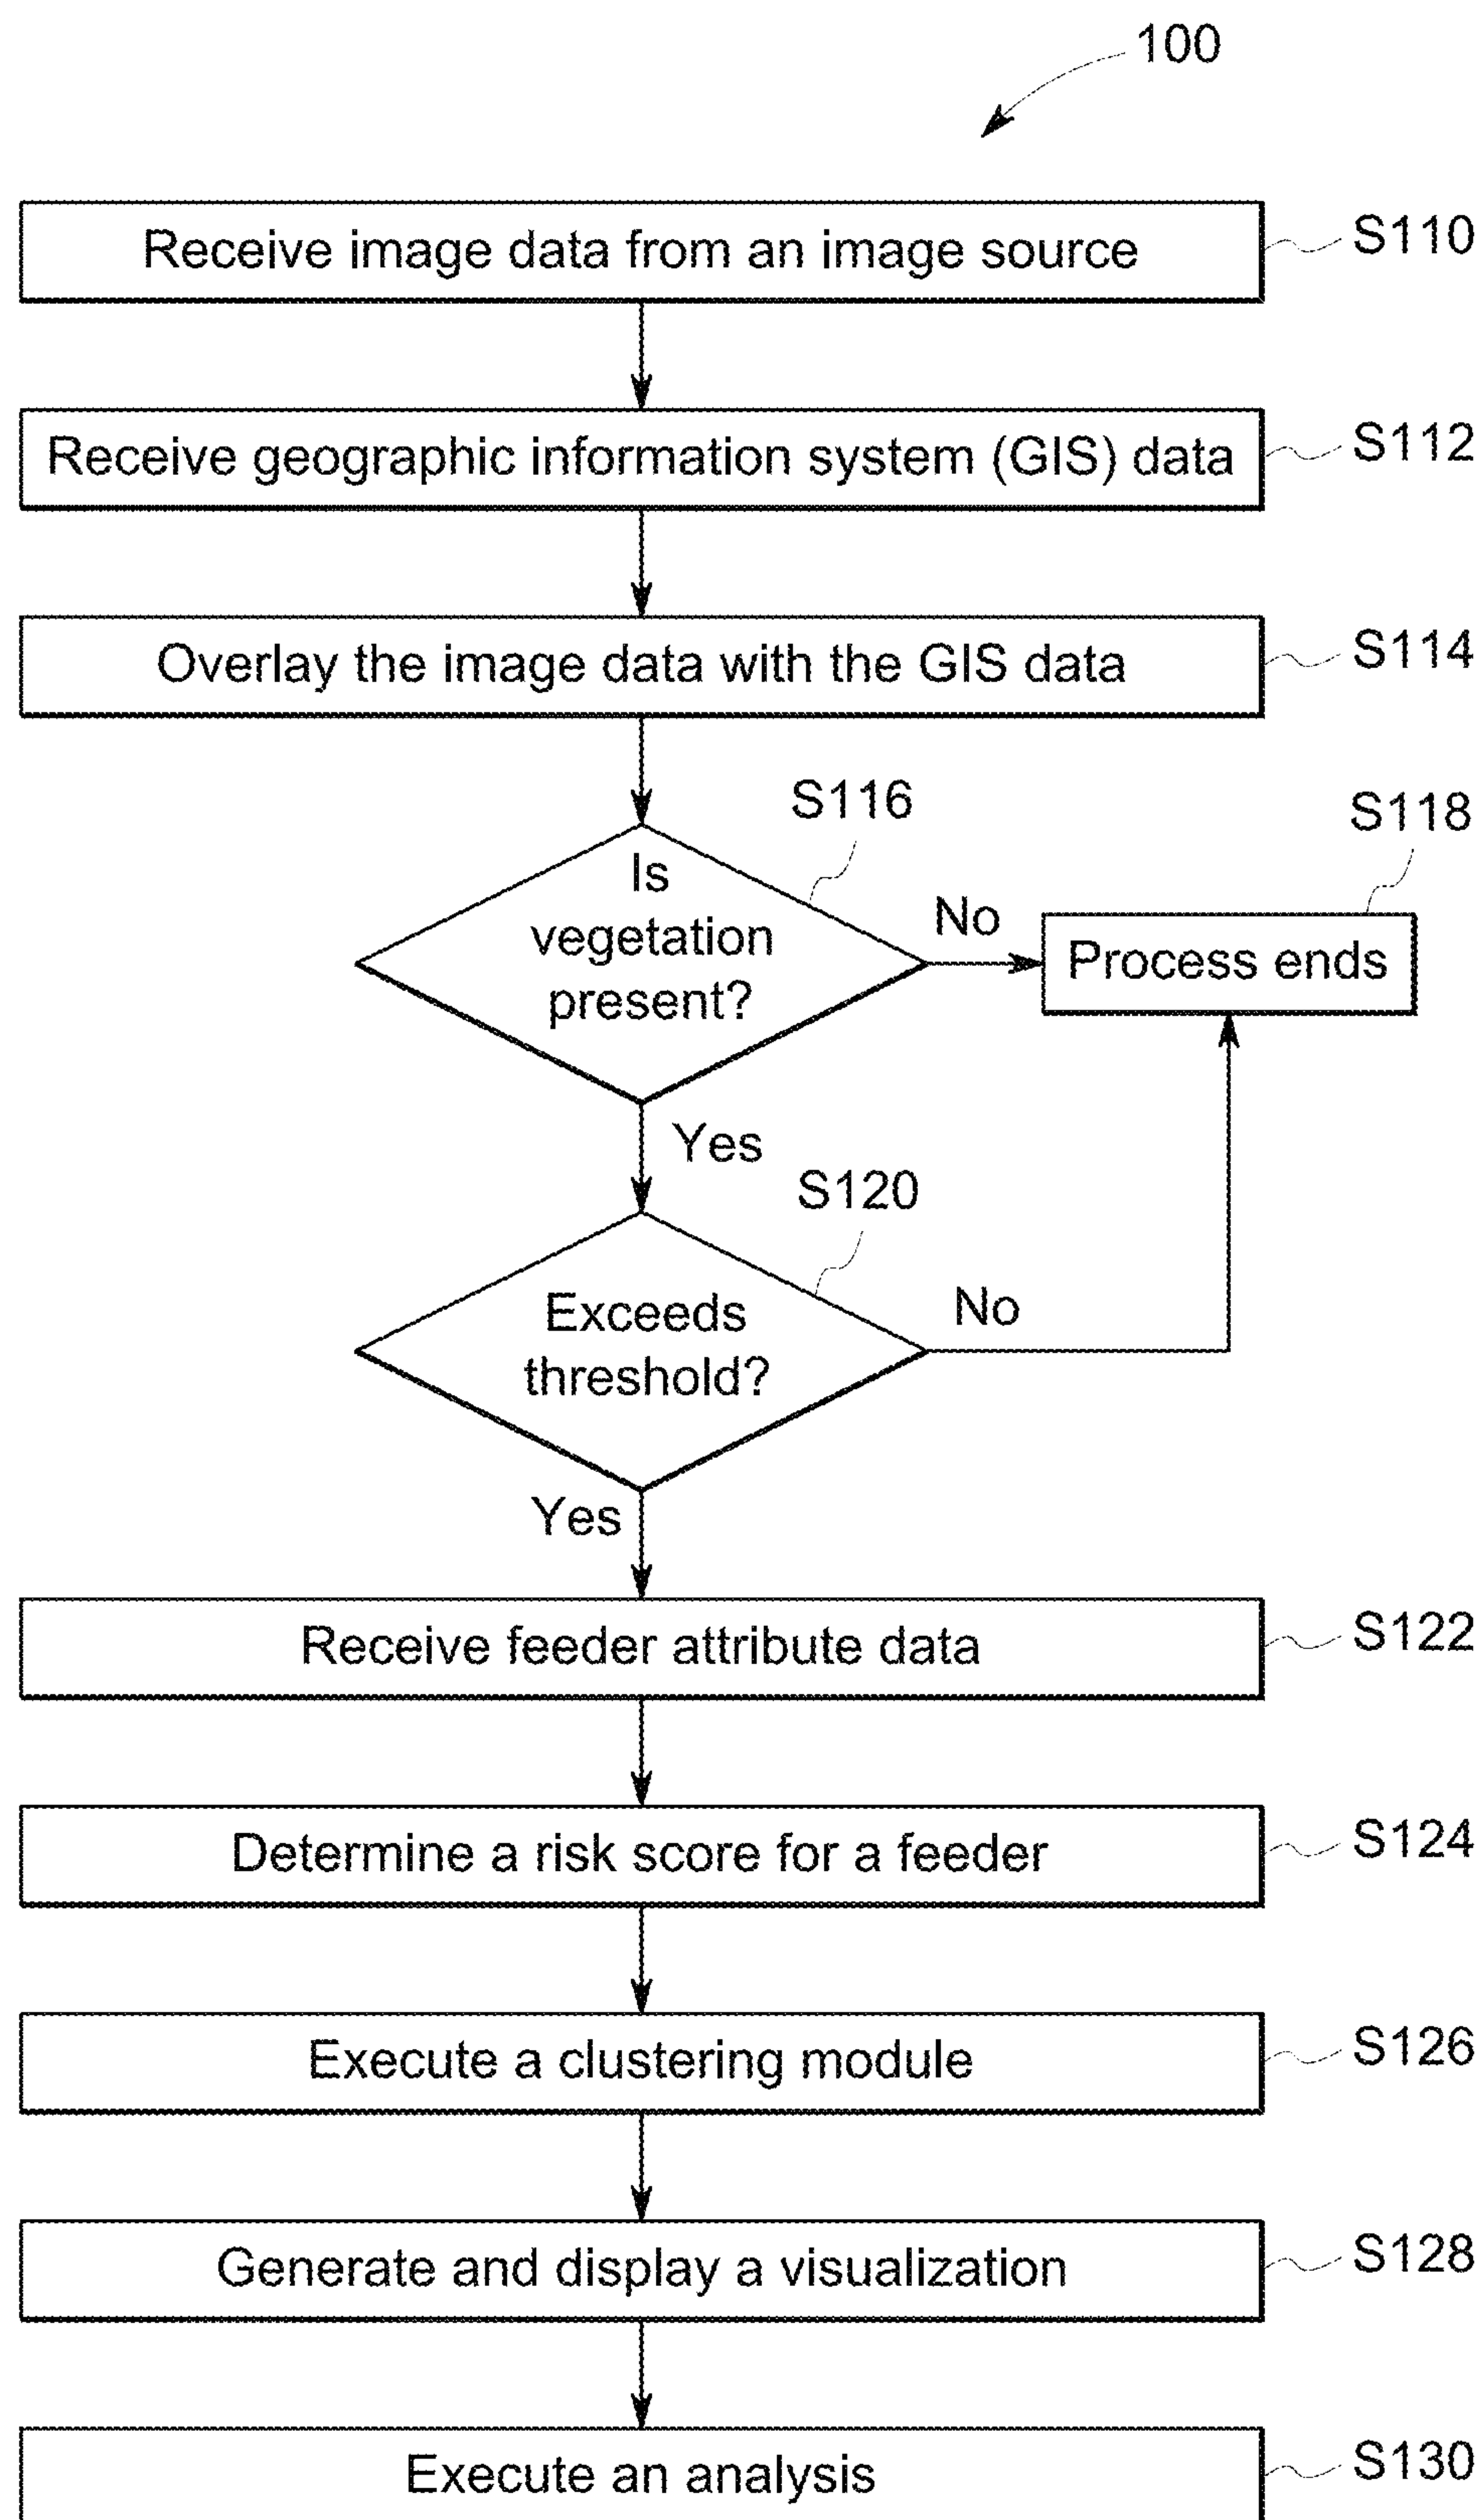 100
Receive image data from an image source
S110
Receive geographic information system (GIS) data
S112
Overlay the image data with the GIS data
S114
S116
S118
Is
vegetation
present?
No
Process ends
Yes
S120
Exceeds
threshold?
No
Yes
Receive feeder attribute data
S122
Determine a risk score for a feeder
S124
Execute a clustering module
S126
Generate and display a visualization
S128
Execute an analysis
S130